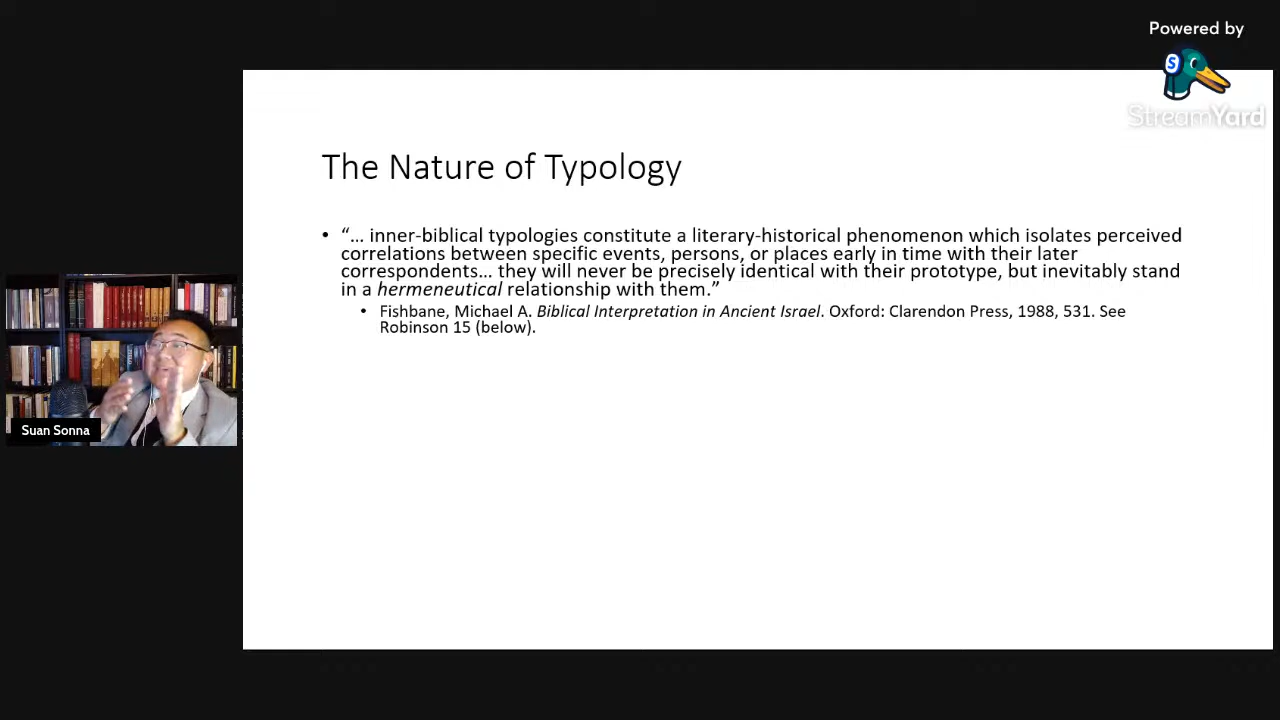 Powered by
StreamYard
The Nature of Typology
• “… inner-biblical typologies constitute a literary-historical phenomenon which isolates perceived
correlations between specific events, persons, or places early in time with their later
correspondents… they will never be precisely identical with their prototype, but inevitably stand
in a hermeneutical relationship with them.”
• Fishbane, Michael A. Biblical Interpretation in Ancient Israel. Oxford: Clarendon Press, 1988, 531. See
Robinson 15 (below).
Suan Sonna